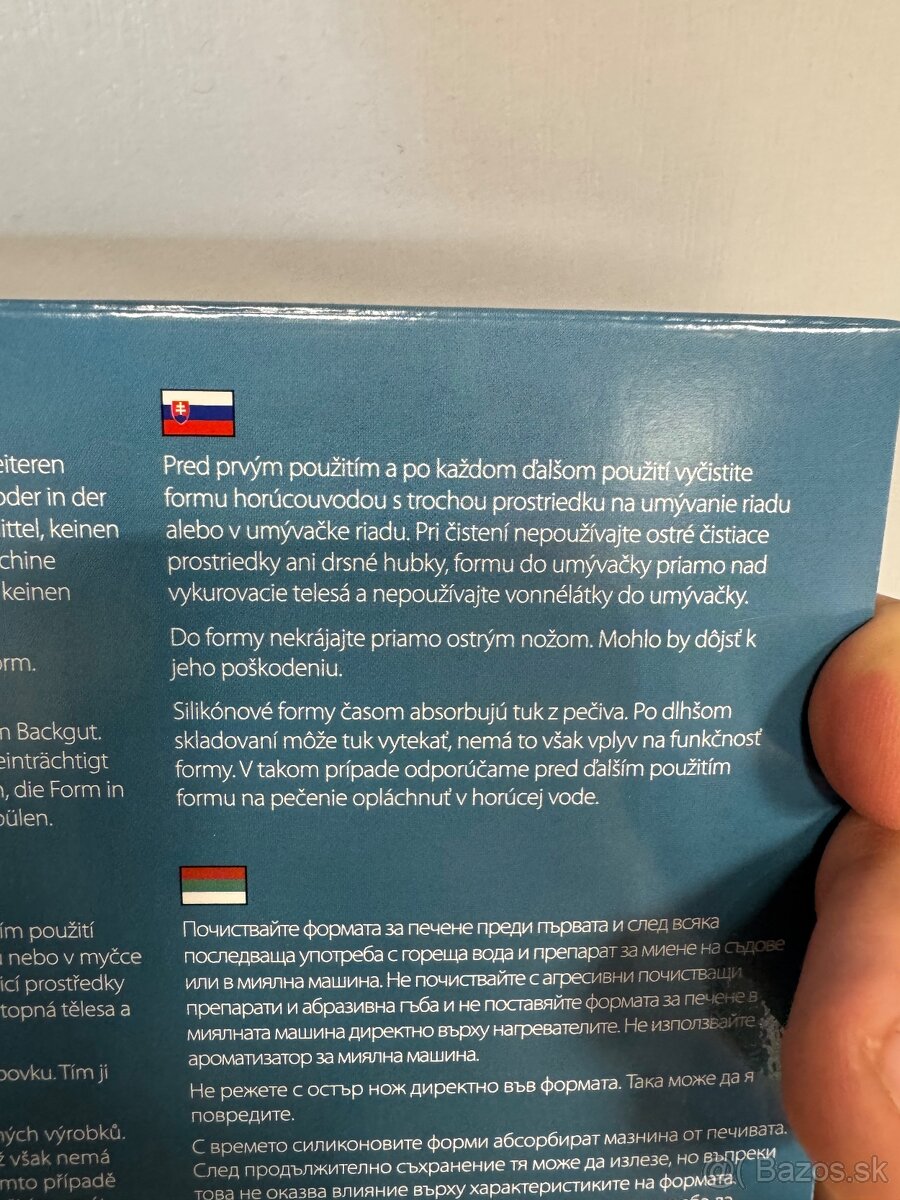 eiteren
oder in der
ittel, keinen
chine
keinen
orm.
n Backgut.
einträchtigt
n, die Form in
pülen.
ím použití
u nebo v myčce
icí prostředky
topná tělesa a
povku. Tím jí
ných výrobků.
ž však nemá
mto případě
Pred prvým použitím a po každom ďalšom použití vyčistite
formu horúcouvodou s trochou prostriedku na umývanie riadu
alebo v umývačke riadu. Pri čistení nepoužívajte ostré čistiace
prostriedky ani drsné hubky, formu do umývačky priamo nad
vykurovacie telesá a nepoužívajte vonnélátky do umývačky.
Do formy nekrájajte priamo ostrým nožom. Mohlo by dôjsť k
jeho poškodeniu.
Silikónové formy časom absorbujú tuk z pečiva. Po dlhšom
skladovaní môže tuk vytekať, nemá to však vplyv na funkčnosť
formy. V takom prípade odporúčame pred ďalším použitím
formu na pečenie opláchnuť v horúcej vode.
Почиствайте формата за печене преди първата и след всяка
последваща употреба с гореща вода и препарат за миене на съдове
или в миялна машина. Не почиствайте с агресивни почистващи
препарати и абразивна гъба и не поставяйте формата за печене в
миялната машина директно върху нагревателите. Не използвайте
ароматизатор за миялна машина.
Не режете с остър нож директно във формата. Така може да я
повредите.
С времето силиконовите форми абсорбират мазнина от печивата.
След продължително съхранение тя може да излезе, но въпреки
това не оказва влияние върху характеристиките на формата.
@( Bazos.sk